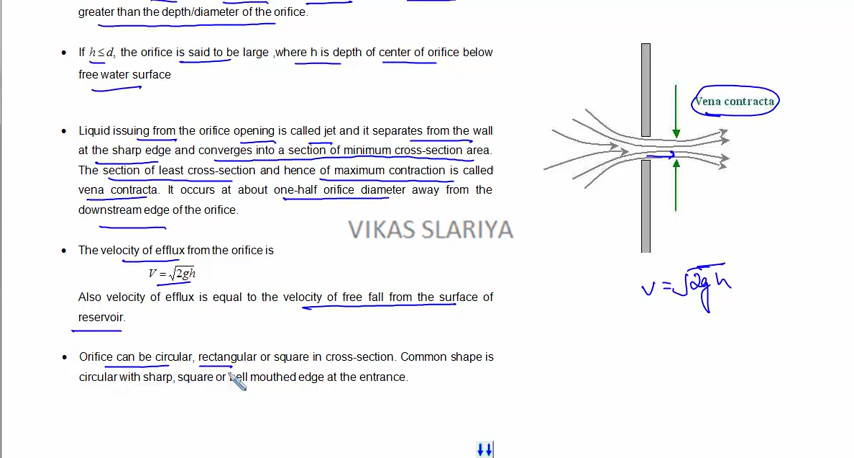 greater than the depth/diameter of the orifice.
• If h ≤ d, the orifice is said to be large ,where h is depth of center of orifice below
free water surface
• Liquid issuing from the orifice opening is called jet and it separates from the wall
at the sharp edge and converges into a section of minimum cross-section area.
The section of least cross-section and hence of maximum contraction is called
vena contracta. It occurs at about one-half orifice diameter away from the
downstream edge of the orifice.
• The velocity of efflux from the orifice is
V = √2gh
Also velocity of efflux is equal to the velocity of free fall from the surface of
reservoir.
• Orifice can be circular, rectangular or square in cross-section. Common shape is
circular with sharp, square or bell mouthed edge at the entrance.
Vena contracta
VIKAS SLARIYA
v = √2gh